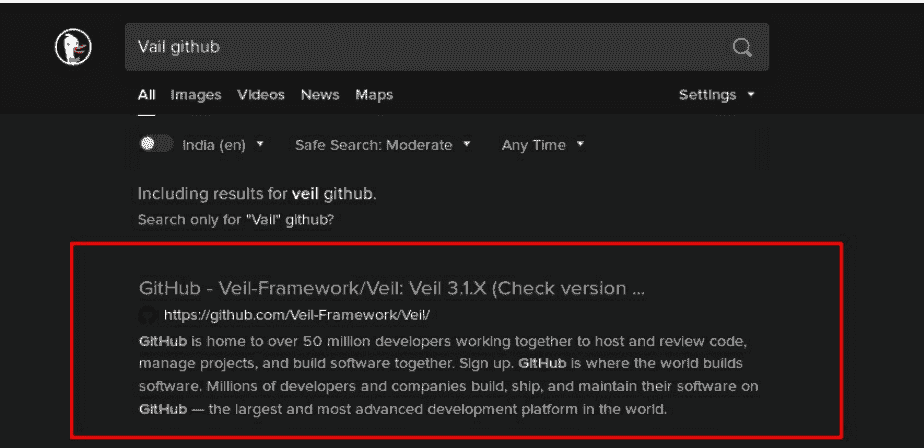 Vail github
All Images Videos News Maps Settings
India (en) Safe Search: Moderate Any Time
Including results for veil github.
Search only for "Vail" github?
GitHub - Veil-Framework/Veil: Veil 3.1.X (Check version ...
https://github.com/Veil-Framework/Veil/
GitHub is home to over 50 million developers working together to host and review code,
manage projects, and build software together. Sign up. GitHub is where the world builds
software. Millions of developers and companies build, ship, and maintain their software on
GitHub — the largest and most advanced development platform in the world.